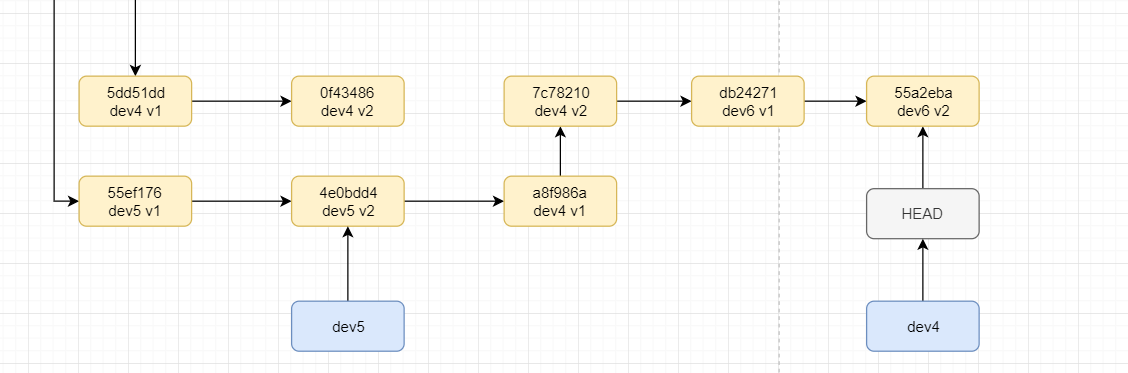 5dd51dd
dev4 v1
0f43486
dev4 v2
7c78210
dev4 v2
db24271
dev6 v1
55a2eba
dev6 v2
55ef176
dev5 v1
4e0bdd4
dev5 v2
a8f986a
dev4 v1
HEAD
dev5
dev4